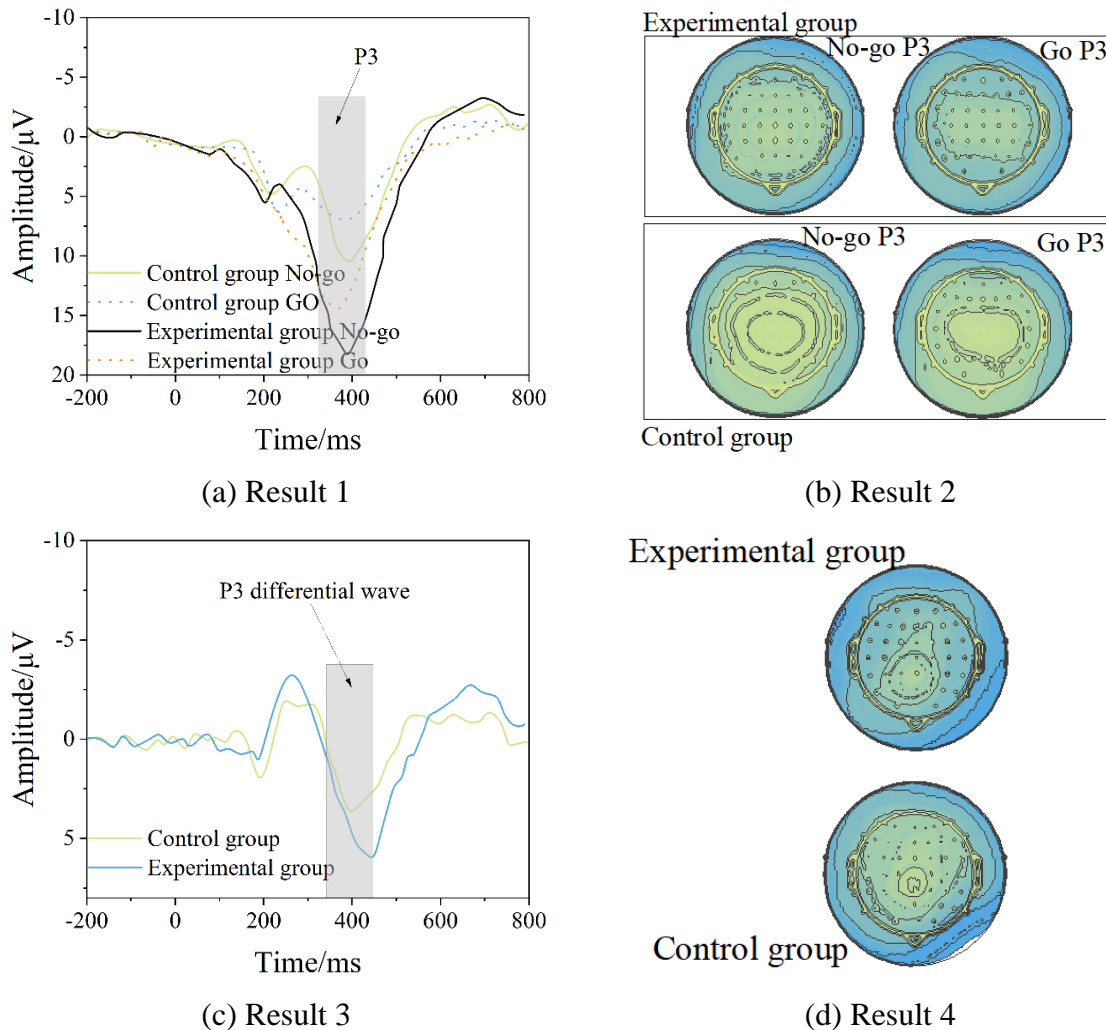 -10
-5
0
5
10
15
20
Amplitude/µV
P3
Control group No-go
Control group GO
Experimental group No-go
Experimental group Go
-200
0
200
400
600
800
Time/ms
(a) Result 1
Experimental group
No-go P3
Go P3
No-go P3
Go P3
Control group
(b) Result 2
-10
-5
0
5
Amplitude/µV
P3 differential wave
Control group
Experimental group
-200
0
200
400
600
800
Time/ms
(c) Result 3
Experimental group
Control group
(d) Result 4